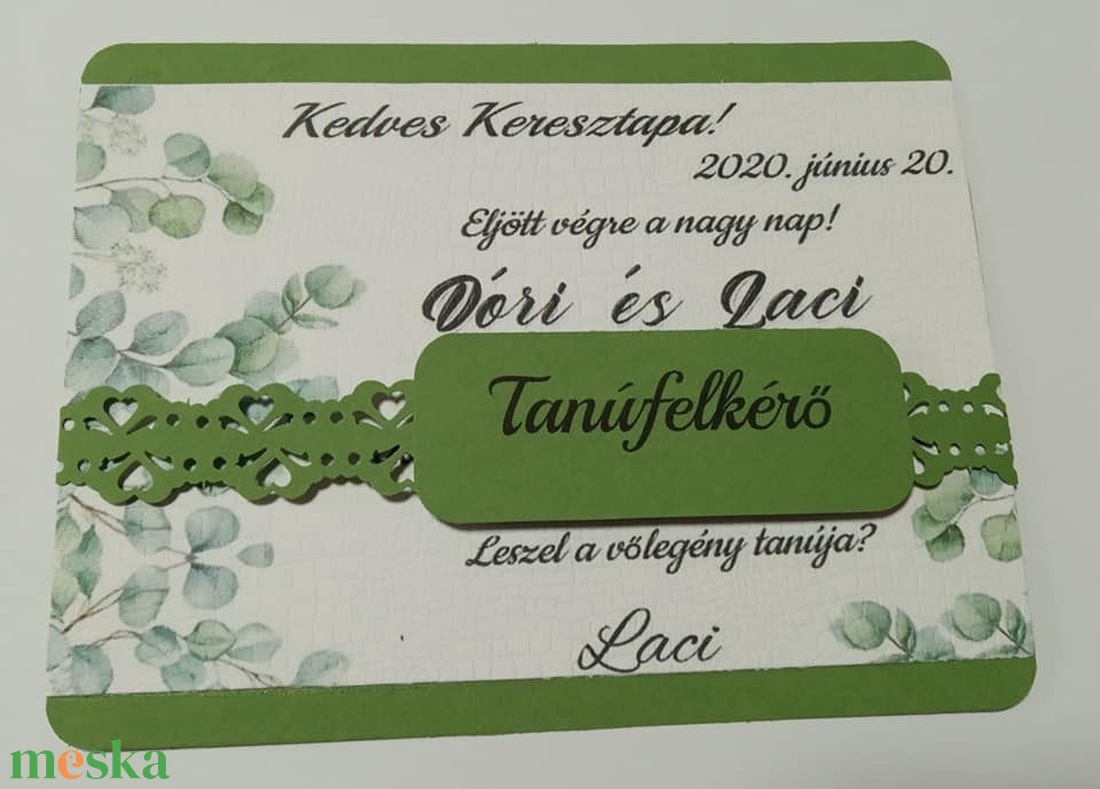 Kedves Keresztapa!
2020. június 20.
Eljött végre a nagy nap!
Dóri és Laci
Tanúfelkérő
Leszel a vőlegény tanúja?
Laci
meska